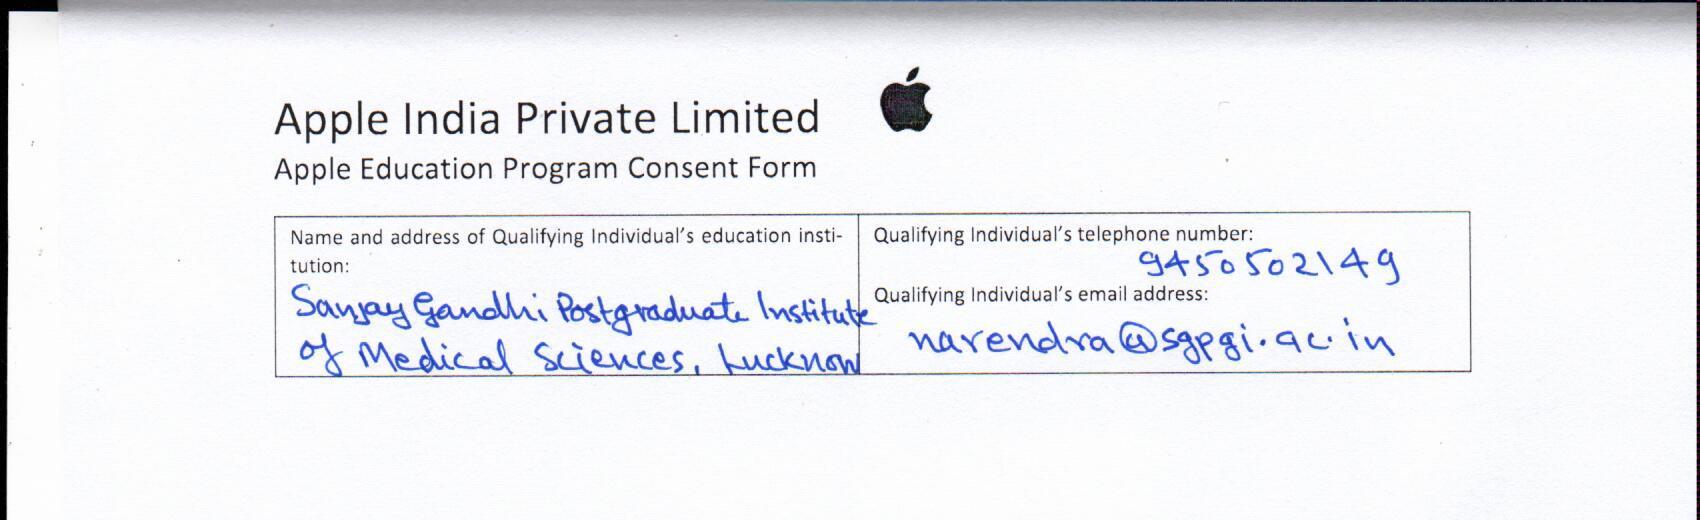 Apple India Private Limited
Apple Education Program Consent Form
Name and address of Qualifying Individual's education insti-
tution:
Sanjay Gandhi Postgraduate Institute
of Medical Sciences, Lucknow
Qualifying Individual's telephone number:
9450502149
Qualifying Individual's email address:
narendra@sgpgi.ac.in